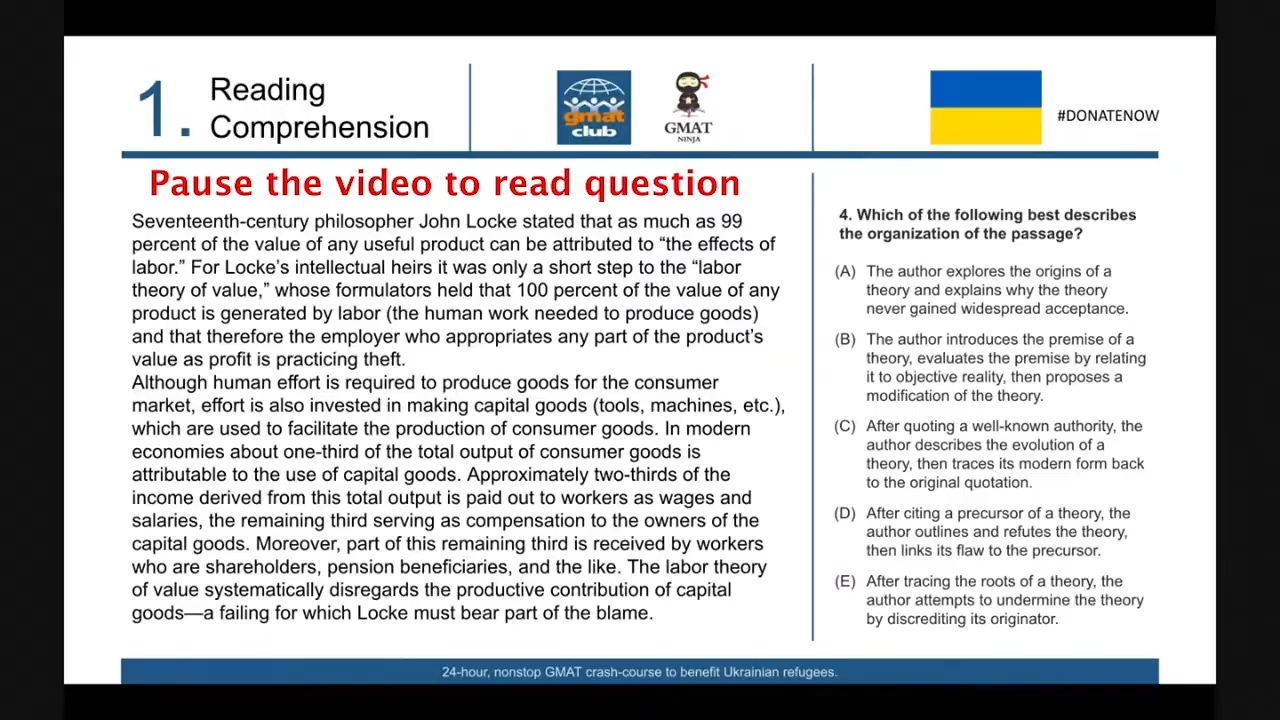 1.
Reading
Comprehension
gmat
club
GMAT
NINJA
#DONATENOW
Pause the video to read question
Seventeenth-century philosopher John Locke stated that as much as 99
percent of the value of any useful product can be attributed to “the effects of
labor.” For Locke’s intellectual heirs it was only a short step to the “labor
theory of value,” whose formulators held that 100 percent of the value of any
product is generated by labor (the human work needed to produce goods)
and that therefore the employer who appropriates any part of the product’s
value as profit is practicing theft.
Although human effort is required to produce goods for the consumer
market, effort is also invested in making capital goods (tools, machines, etc.),
which are used to facilitate the production of consumer goods. In modern
economies about one-third of the total output of consumer goods is
attributable to the use of capital goods. Approximately two-thirds of the
income derived from this total output is paid out to workers as wages and
salaries, the remaining third serving as compensation to the owners of the
capital goods. Moreover, part of this remaining third is received by workers
who are shareholders, pension beneficiaries, and the like. The labor theory
of value systematically disregards the productive contribution of capital
goods—a failing for which Locke must bear part of the blame.
4. Which of the following best describes
the organization of the passage?
(A) The author explores the origins of a
theory and explains why the theory
never gained widespread acceptance.
(B) The author introduces the premise of a
theory, evaluates the premise by relating
it to objective reality, then proposes a
modification of the theory.
(C) After quoting a well-known authority, the
author describes the evolution of a
theory, then traces its modern form back
to the original quotation.
(D) After citing a precursor of a theory, the
author outlines and refutes the theory,
then links its flaw to the precursor.
(E) After tracing the roots of a theory, the
author attempts to undermine the theory
by discrediting its originator.
24-hour, nonstop GMAT crash-course to benefit Ukrainian refugees.